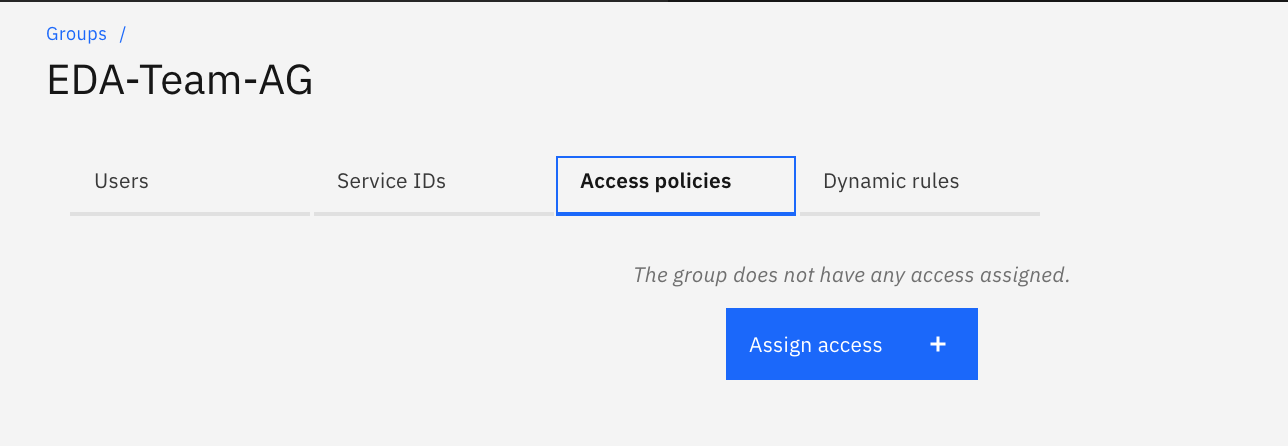 Groups /
EDA-Team-AG
Users Service IDs Access policies Dynamic rules
The group does not have any access assigned.
Assign access +